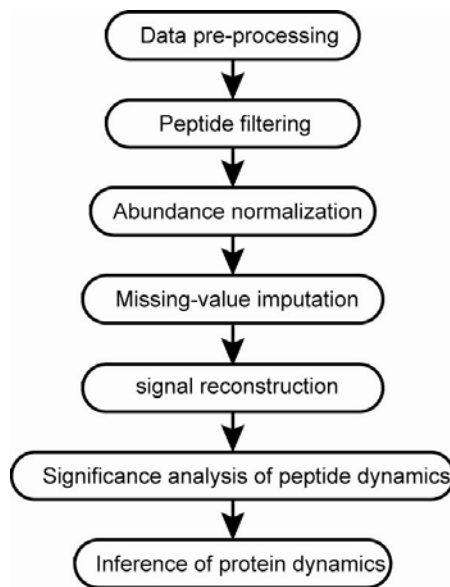 Data pre-processing
Peptide filtering
Abundance normalization
Missing-value imputation
signal reconstruction
Significance analysis of peptide dynamics
Inference of protein dynamics